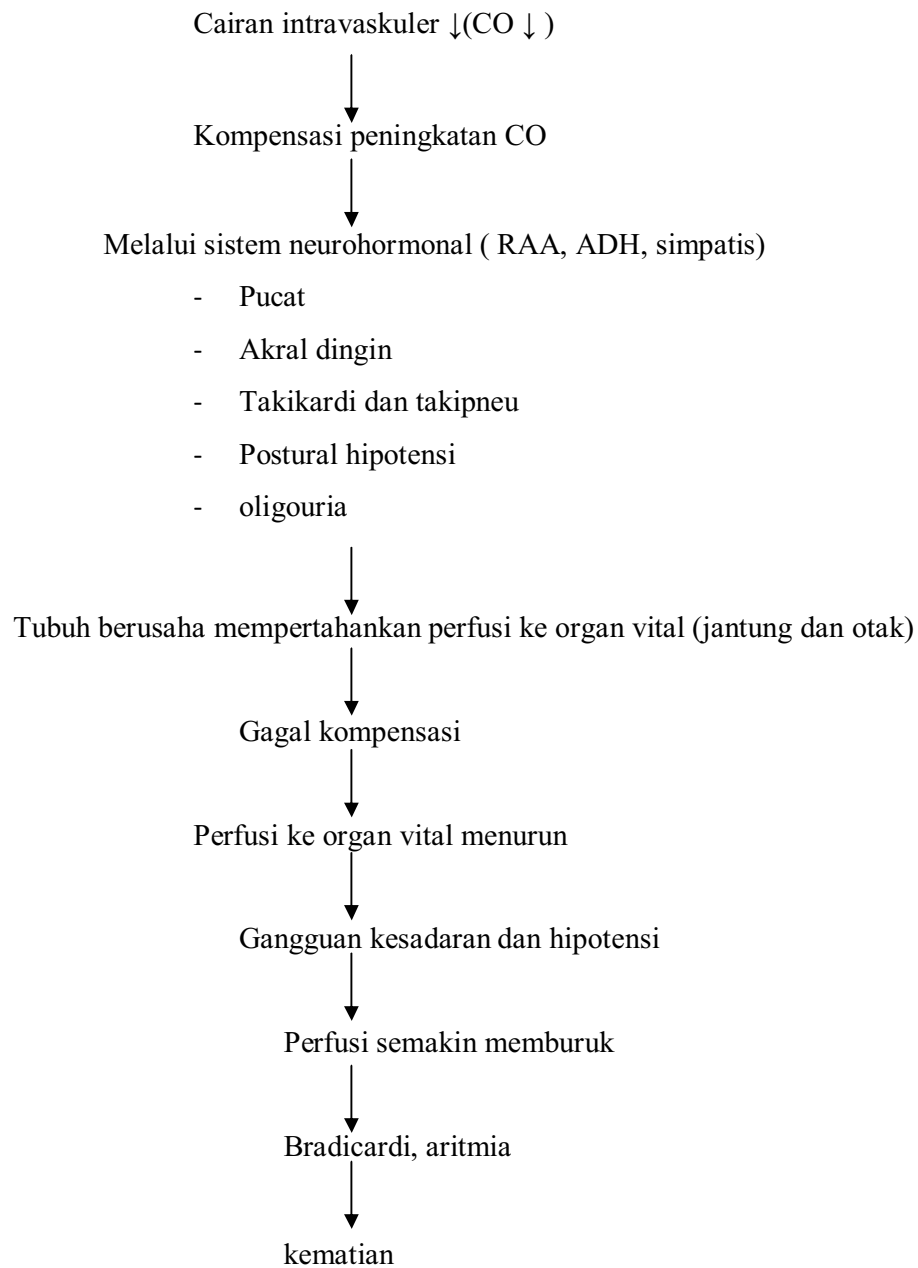 Cairan intravaskuler ↓(CO ↓ )
Kompensasi peningkatan CO
Melalui sistem neurohormonal ( RAA, ADH, simpatis)
- Pucat
- Akral dingin
- Takikardi dan takipneu
- Postural hipotensi
- oligouria
Tubuh berusaha mempertahankan perfusi ke organ vital (jantung dan otak)
Gagal kompensasi
Perfusi ke organ vital menurun
Gangguan kesadaran dan hipotensi
Perfusi semakin memburuk
Bradicardi, aritmia
kematian